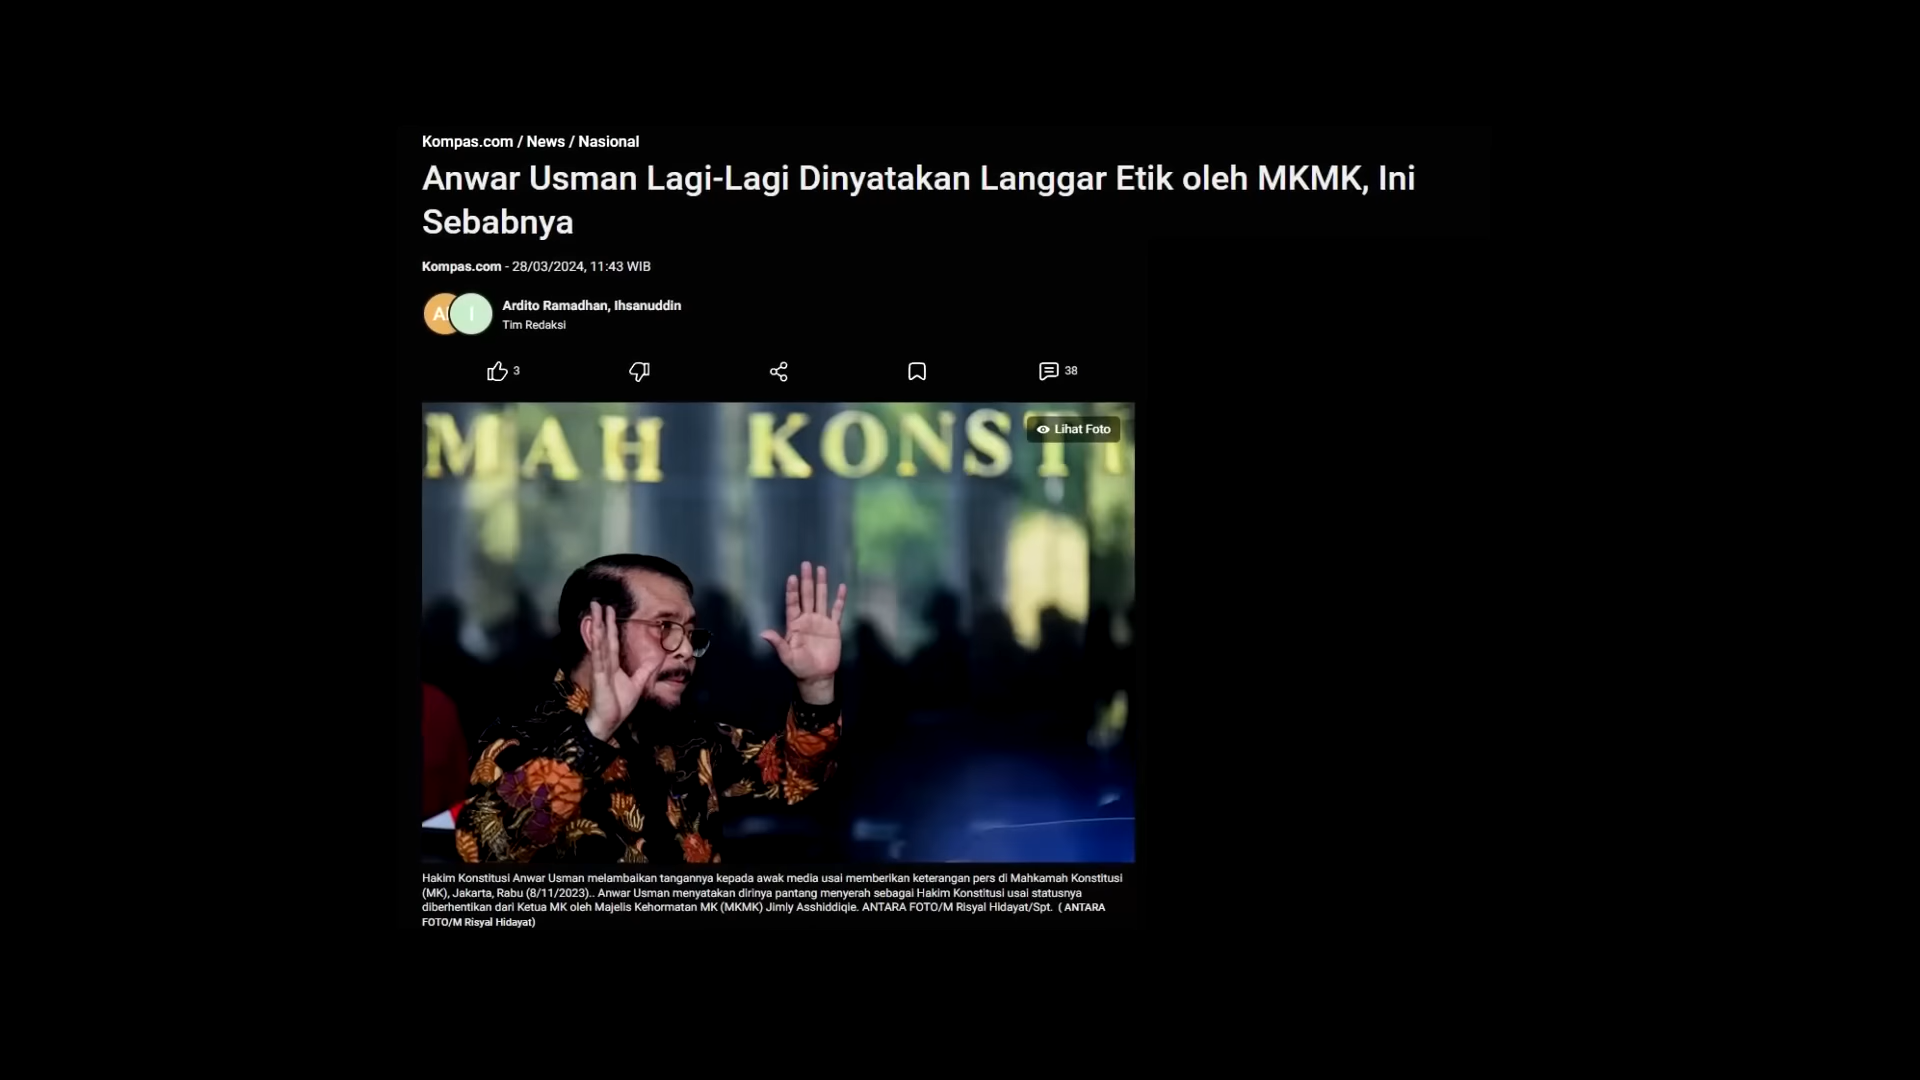 Kompas.com / News / Nasional
Anwar Usman Lagi-Lagi Dinyatakan Langgar Etik oleh MKMK, Ini
Sebabnya
Kompas.com - 28/03/2024, 11:43 WIB
A I
Ardito Ramadhan, Ihsanuddin
Tim Redaksi
3
38
MAH KONSTI
Lihat Foto
Hakim Konstitusi Anwar Usman melambaikan tangannya kepada awak media usai memberikan keterangan pers di Mahkamah Konstitusi
(MK), Jakarta, Rabu (8/11/2023).. Anwar Usman menyatakan dirinya pantang menyerah sebagai Hakim Konstitusi usai statusnya
diberhentikan dari Ketua MK oleh Majelis Kehormatan MK (MKMK) Jimly Asshiddiqie. ANTARA FOTO/M Risyal Hidayat/Spt. ( ANTARA
FOTO/M Risyal Hidayat)